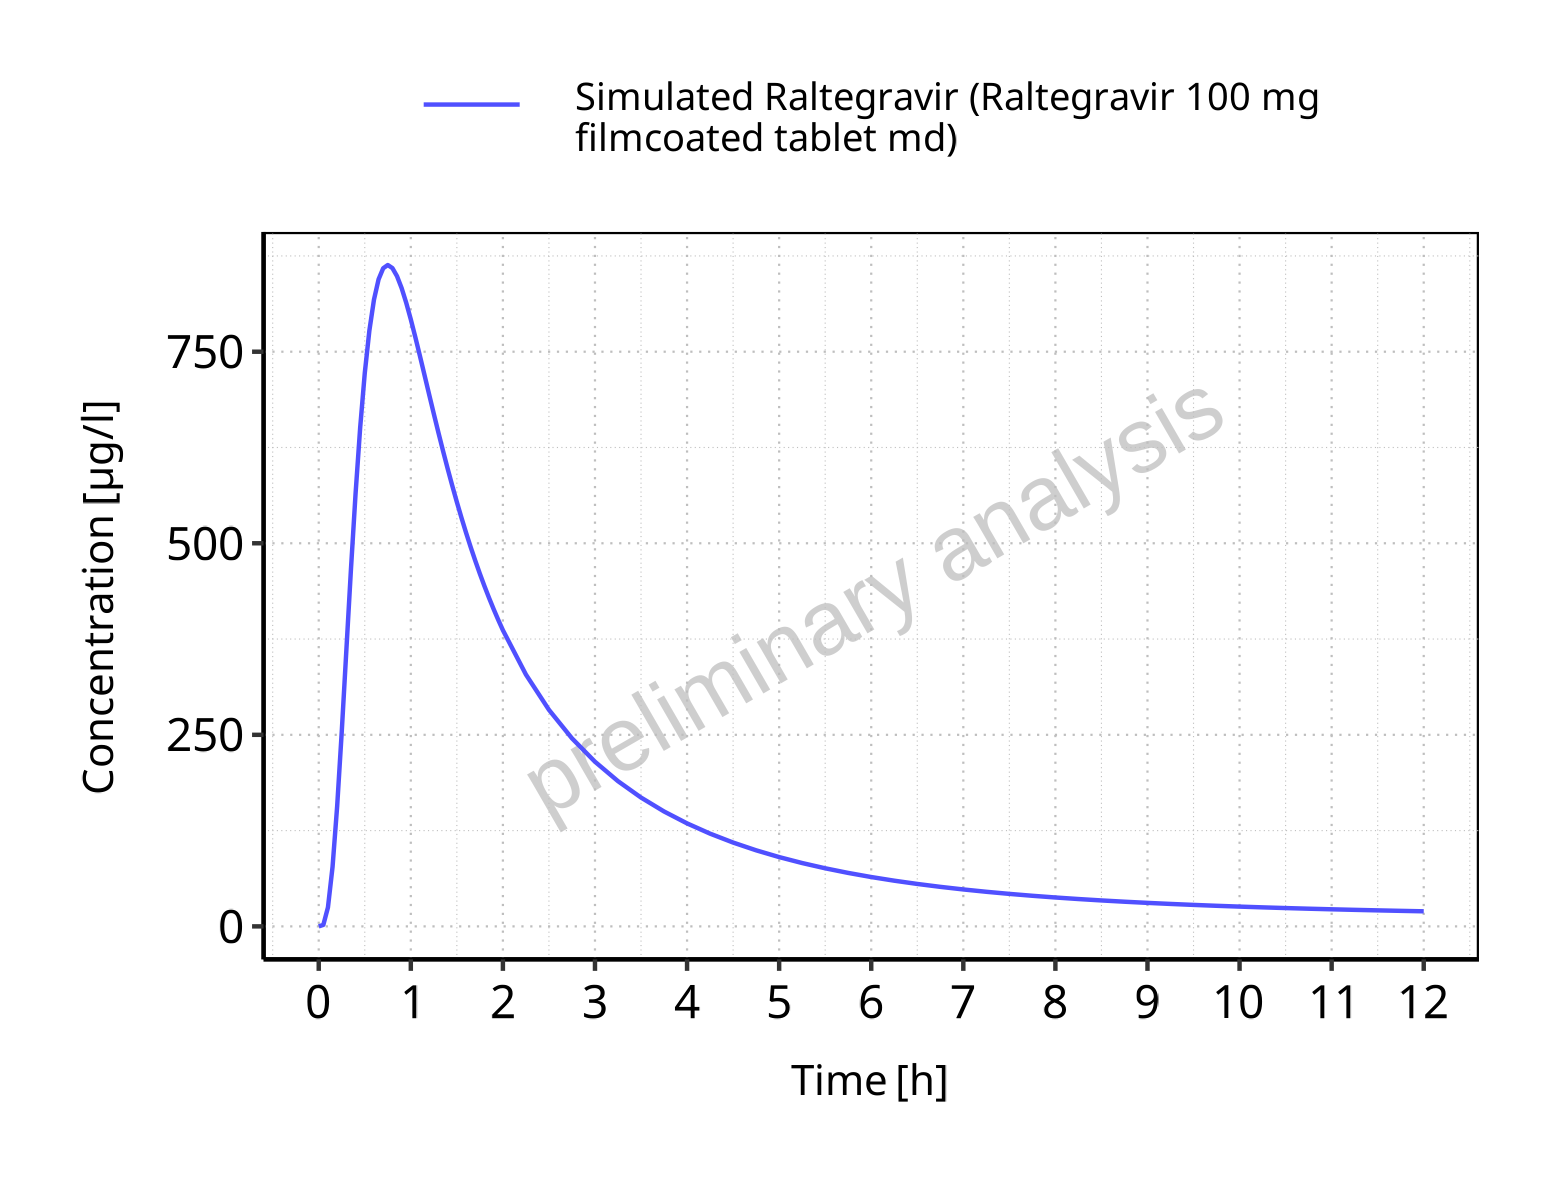 Simulated Raltegravir (Raltegravir 100 mg
filmcoated tablet md)
750
500
250
0
Concentration [µg/l]
preliminary analysis
0 1 2 3 4 5 6 7 8 9 10 11 12
Time [h]